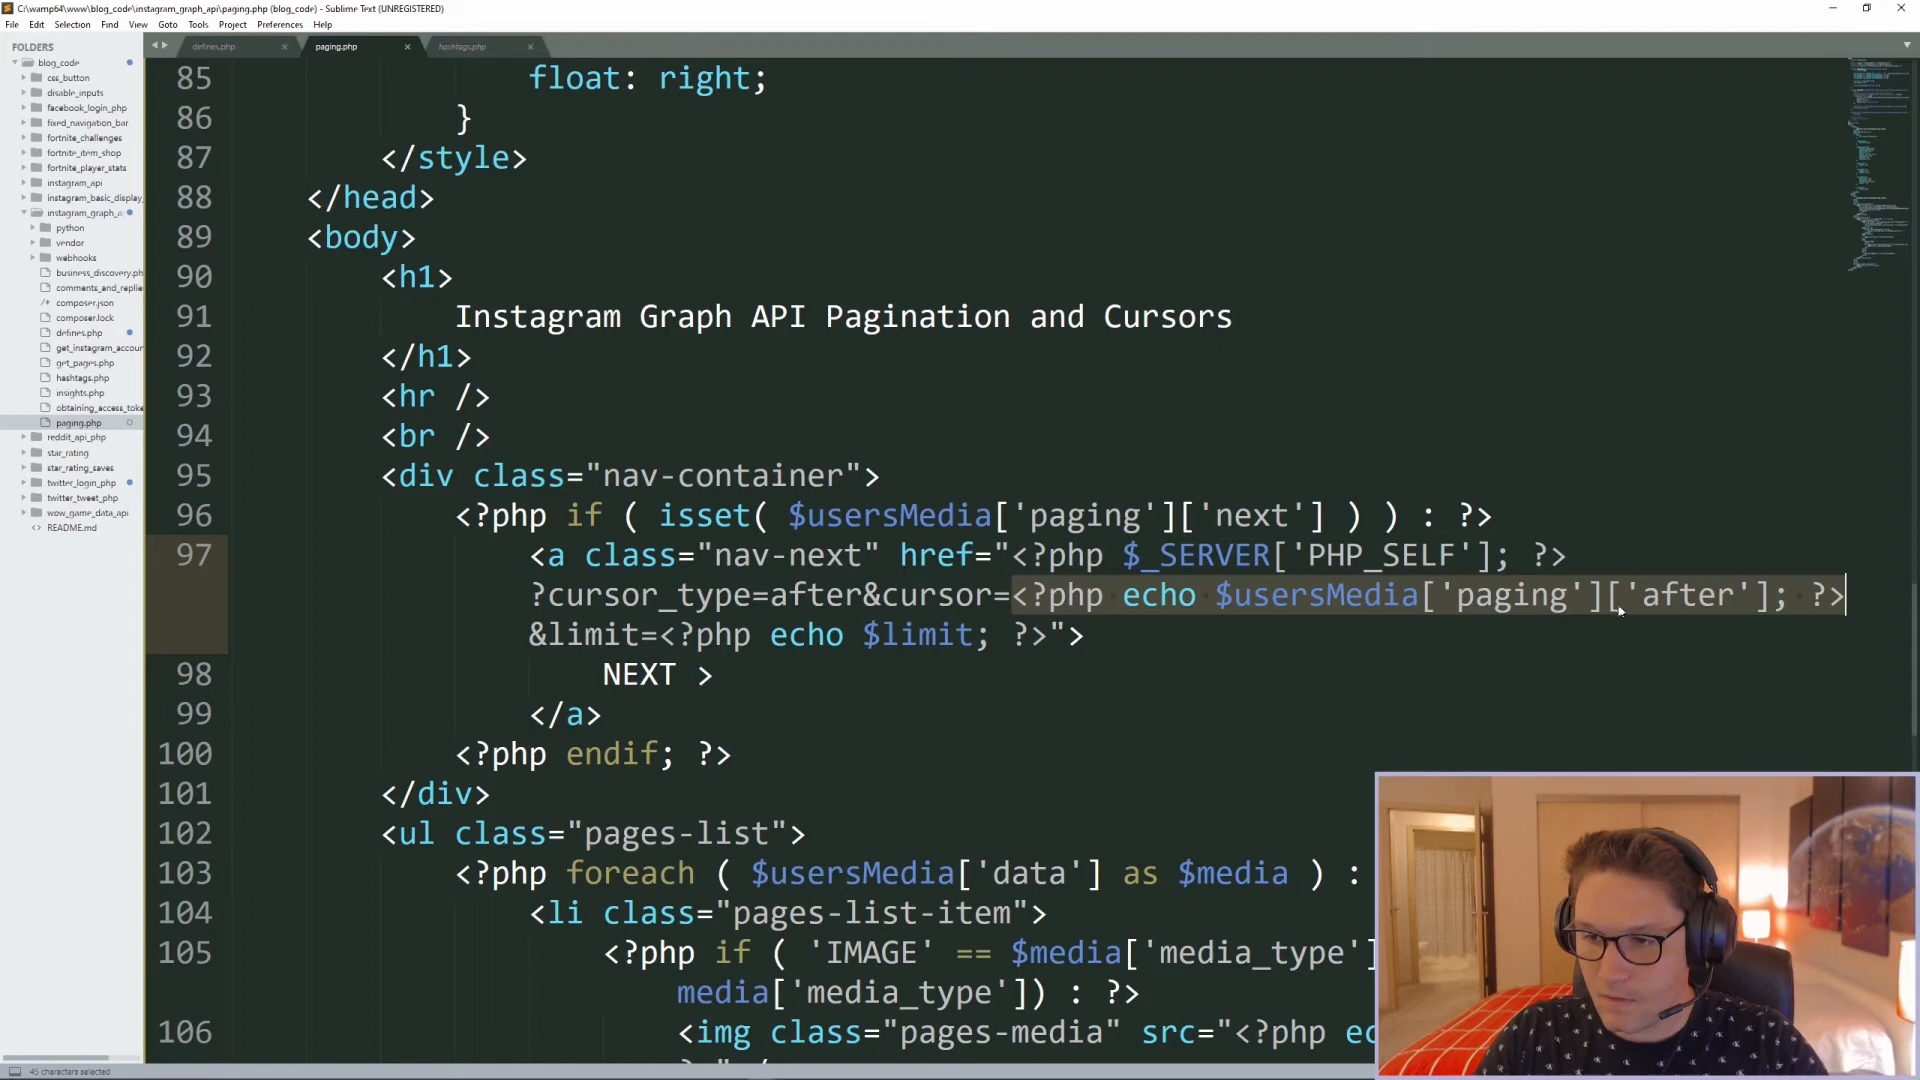 C:\wamp64\www\blog_code\instagram_graph_api\paging.php (blog_code) - Sublime Text (UNREGISTERED)
File Edit Selection Find View Goto Tools Project Preferences Help
FOLDERS
defines.php
paging.php
hashtags.php
blog_code
css_button
disable_inputs
facebook_login_php
fixed_navigation_bar
fortnite_challenges
fortnite_item_shop
fortnite_player_stats
instagram_api
instagram_basic_display_
instagram_graph_a
python
vendor
webhooks
business_discovery.ph
comments_and_replie
composer.json
composer.lock
defines.php
get_instagram_accour
get_pages.php
hashtags.php
insights.php
obtaining_access_toke
paging.php
reddit_api_php
star_rating
star_rating_saves
twitter_login_php
twitter_tweet_php
wow_game_data_api
README.md
85 float: right;
86 }
87 </style>
88 </head>
89 <body>
90 <h1>
91 Instagram Graph API Pagination and Cursors
92 </h1>
93 <hr />
94 <br />
95 <div class="nav-container">
96 <?php if ( isset( $usersMedia['paging']['next'] ) ) : ?>
97 <a class="nav-next" href="<?php $_SERVER['PHP_SELF']; ?>
?cursor_type=after&cursor=<?php echo $usersMedia['paging']['after']; ?>
&limit=<?php echo $limit; ?>">
98 NEXT >
99 </a>
100 <?php endif; ?>
101 </div>
102 <ul class="pages-list">
103 <?php foreach ( $usersMedia['data'] as $media ) :
104 <li class="pages-list-item">
105 <?php if ( 'IMAGE' == $media['media_type']
media['media_type']) : ?>
106 <img class="pages-media" src="<?php ec
45 characters selected